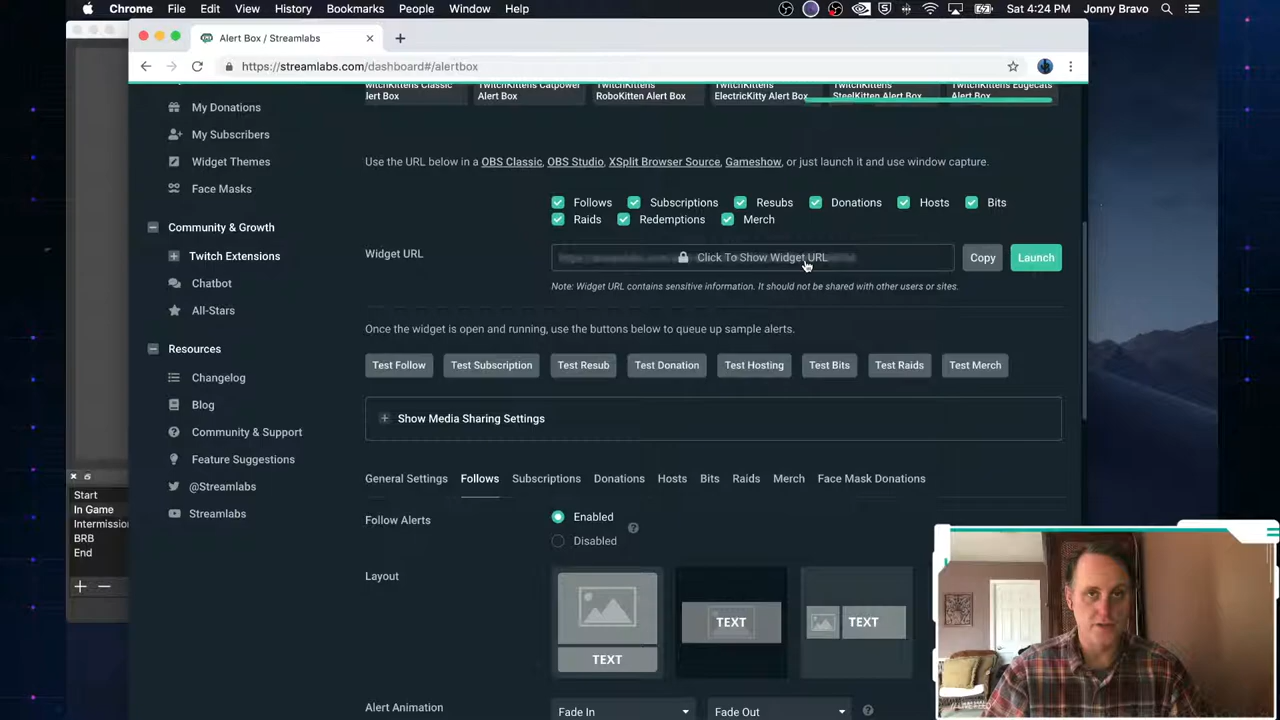 Chrome File Edit View History Bookmarks People Window Help Sat 4:24 PM Jonny Bravo
Alert Box / Streamlabs
https://streamlabs.com/dashboard#/alertbox
TwitchKittens Classic
lert Box
TwitchKittens Catpower
Alert Box
TwitchKittens
RoboKitten Alert Box
TwitchKittens
ElectricKitty Alert Box
TwitchKittens
SteelKitten Alert Box
TwitchKittens Edgecats
Alert Box
My Donations
My Subscribers
Widget Themes
Face Masks
Community & Growth
Twitch Extensions
Chatbot
All-Stars
Resources
Changelog
Blog
Community & Support
Feature Suggestions
@Streamlabs
Streamlabs
Use the URL below in a OBS Classic, OBS Studio, XSplit Browser Source, Gameshow, or just launch it and use window capture.
Follows Subscriptions Resubs Donations Hosts Bits
Raids Redemptions Merch
Widget URL Click To Show Widget URL Copy Launch
Note: Widget URL contains sensitive information. It should not be shared with other users or sites.
Once the widget is open and running, use the buttons below to queue up sample alerts.
Test Follow Test Subscription Test Resub Test Donation Test Hosting Test Bits Test Raids Test Merch
Show Media Sharing Settings
General Settings Follows Subscriptions Donations Hosts Bits Raids Merch Face Mask Donations
Follow Alerts Enabled
Disabled
Layout
TEXT TEXT TEXT
Alert Animation Fade In Fade Out
Start
In Game
Intermissio
BRB
End